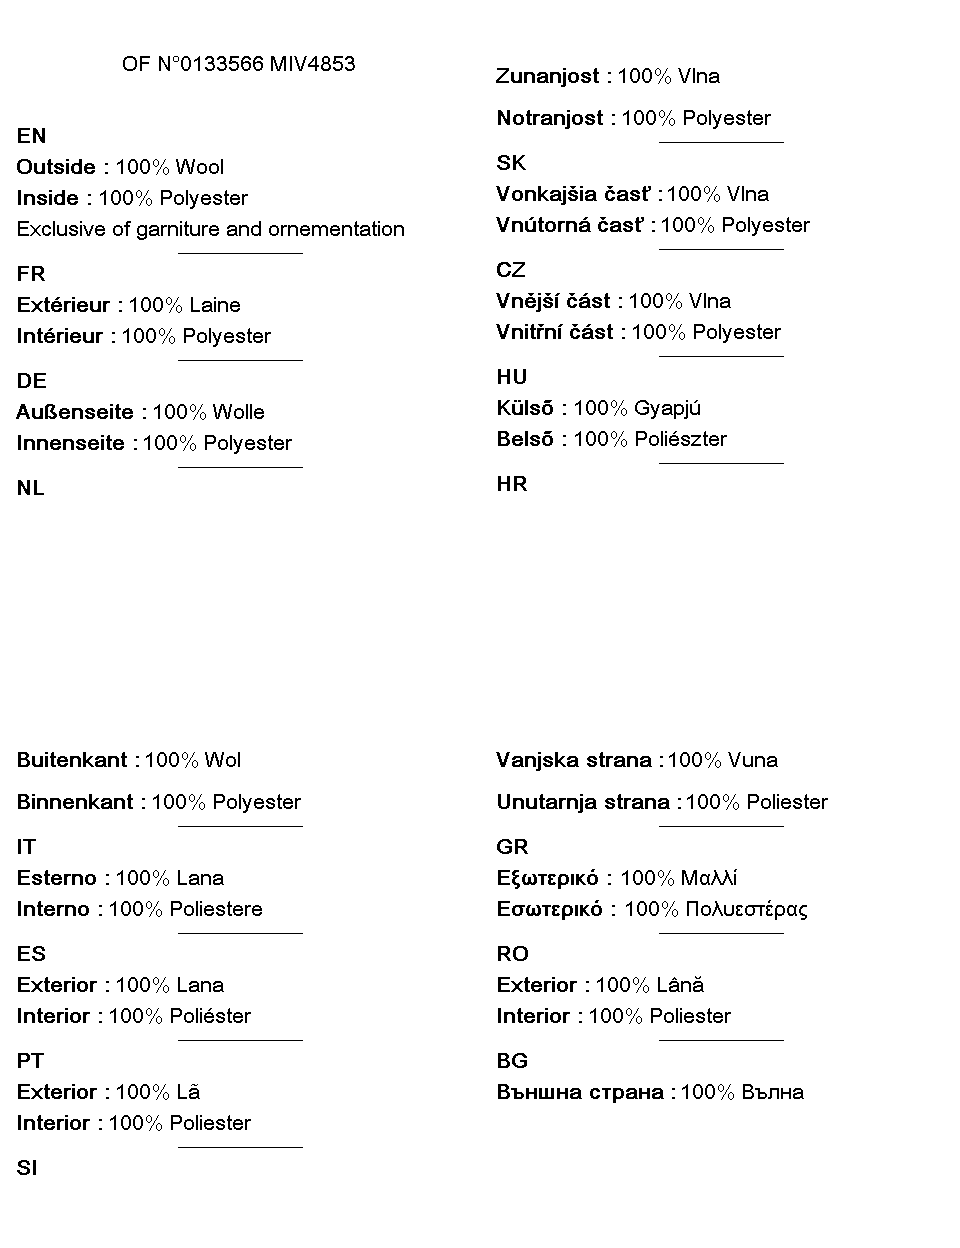 OF N°0133566 MIV4853
EN
Outside : 100% Wool
Inside : 100% Polyester
Exclusive of garniture and ornementation
FR
Extérieur : 100% Laine
Intérieur : 100% Polyester
DE
Außenseite : 100% Wolle
Innenseite : 100% Polyester
NL
Buitenkant : 100% Wol
Binnenkant : 100% Polyester
IT
Esterno : 100% Lana
Interno : 100% Poliestere
ES
Exterior : 100% Lana
Interior : 100% Poliéster
PT
Exterior : 100% Lã
Interior : 100% Poliester
SI
Zunanjost : 100% Vlna
Notranjost : 100% Polyester
SK
Vonkajšia časť : 100% Vlna
Vnútorná časť : 100% Polyester
CZ
Vnější část : 100% Vlna
Vnitřní část : 100% Polyester
HU
Külső : 100% Gyapjú
Belső : 100% Poliészter
HR
Vanjska strana : 100% Vuna
Unutarnja strana : 100% Poliester
GR
Εξωτερικό : 100% Μαλλί
Εσωτερικό : 100% Πολυεστέρας
RO
Exterior : 100% Lână
Interior : 100% Poliester
BG
Външна страна : 100% Вълна